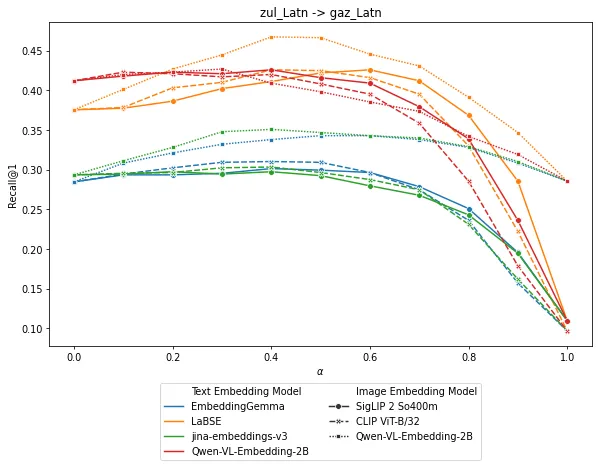 zul_Latn -> gaz_Latn
Recall@1
0.45
0.40
0.35
0.30
0.25
0.20
0.15
0.10
0.0 0.2 0.4 0.6 0.8 1.0
α
Text Embedding Model Image Embedding Model
EmbeddingGemma SigLIP 2 So400m
LaBSE CLIP ViT-B/32
jina-embeddings-v3 Qwen-VL-Embedding-2B
Qwen-VL-Embedding-2B